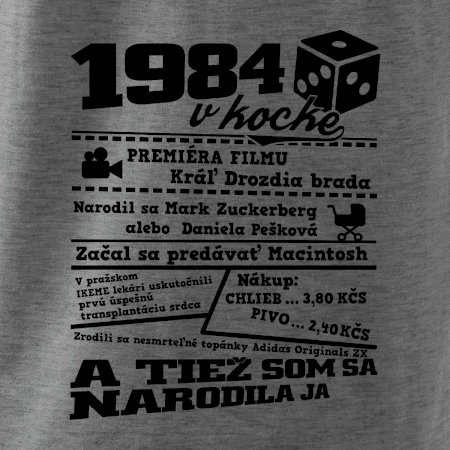 1984
v kocke
PREMIÉRA FILMU
Kráľ Drozdia brada
Narodil sa Mark Zuckerberg
alebo Daniela Pešková
Začal sa predávať Macintosh
V pražskom
IKEME lekári uskutočnili
prvú úspešnú
transplantáciu srdca
Nákup:
CHLIEB ... 3,80 KČS
PIVO ... 2,40 KČS
Zrodili sa nesmrteľné topánky Adidas Originals ZX
A TIEŽ SOM SA
NARODILA JA